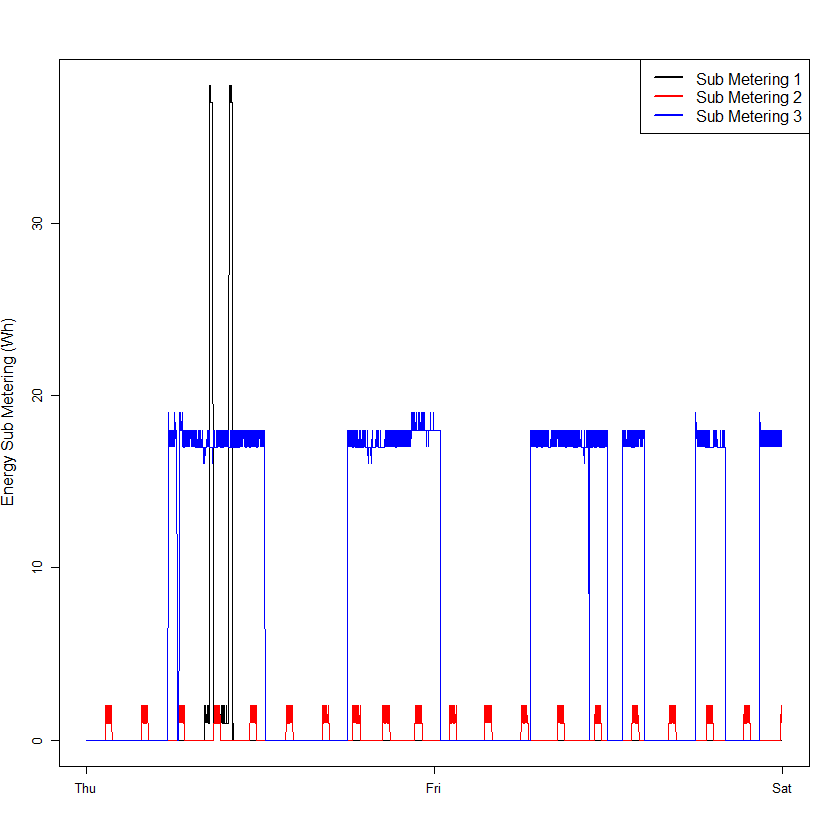 Sub Metering 1
Sub Metering 2
Sub Metering 3
Energy Sub Metering (Wh)
30
20
10
0
Thu
Fri
Sat